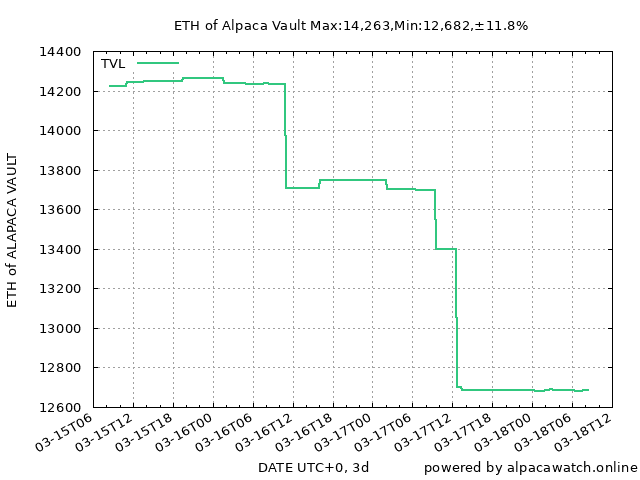 ETH of Alpaca Vault Max:14,263,Min:12,682,±11.8%
TVL
14400
14200
14000
13800
13600
13400
13200
13000
12800
12600
ETH of ALAPACA VAULT
03-15T06
03-15T12
03-15T18
03-16T00
03-16T06
03-16T12
03-16T18
03-17T00
03-17T06
03-17T12
03-17T18
03-18T00
03-18T06
03-18T12
DATE UTC+0, 3d
powered by alpacawatch.online